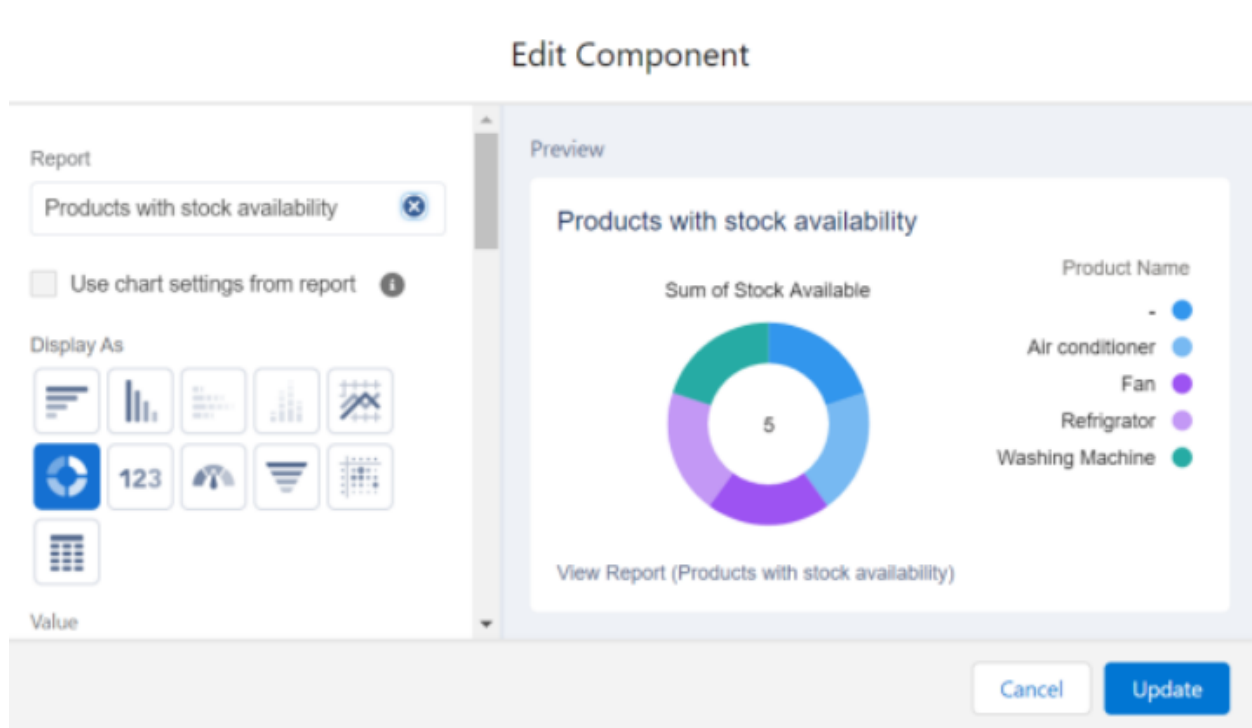 Edit Component
Report
Products with stock availability
Use chart settings from report
Display As
123
Value
Preview
Products with stock availability
Sum of Stock Available
5
Product Name
-
Air conditioner
Fan
Refrigrator
Washing Machine
View Report (Products with stock availability)
Cancel
Update